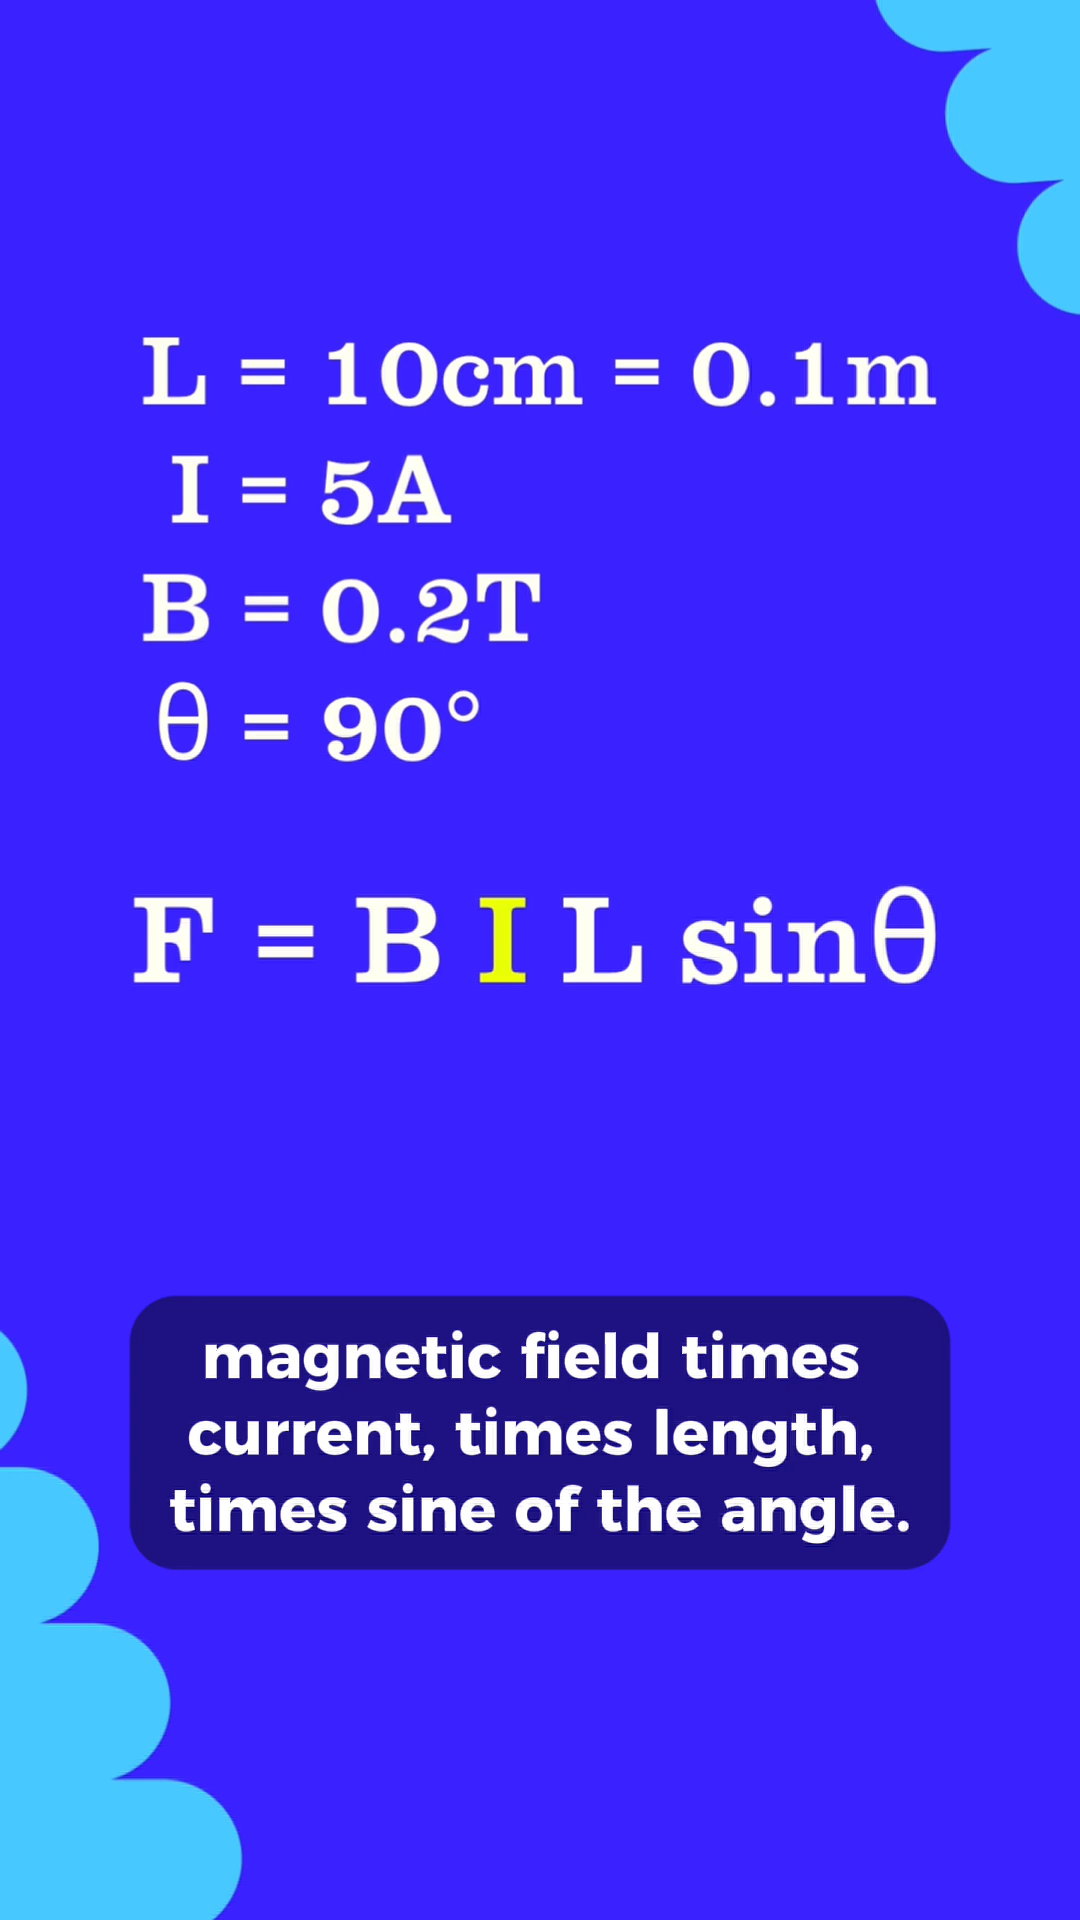 L = 10cm = 0.1m
I = 5A
B = 0.2T
θ = 90°
F = B I L sinθ
magnetic field times
current, times length,
times sine of the angle.